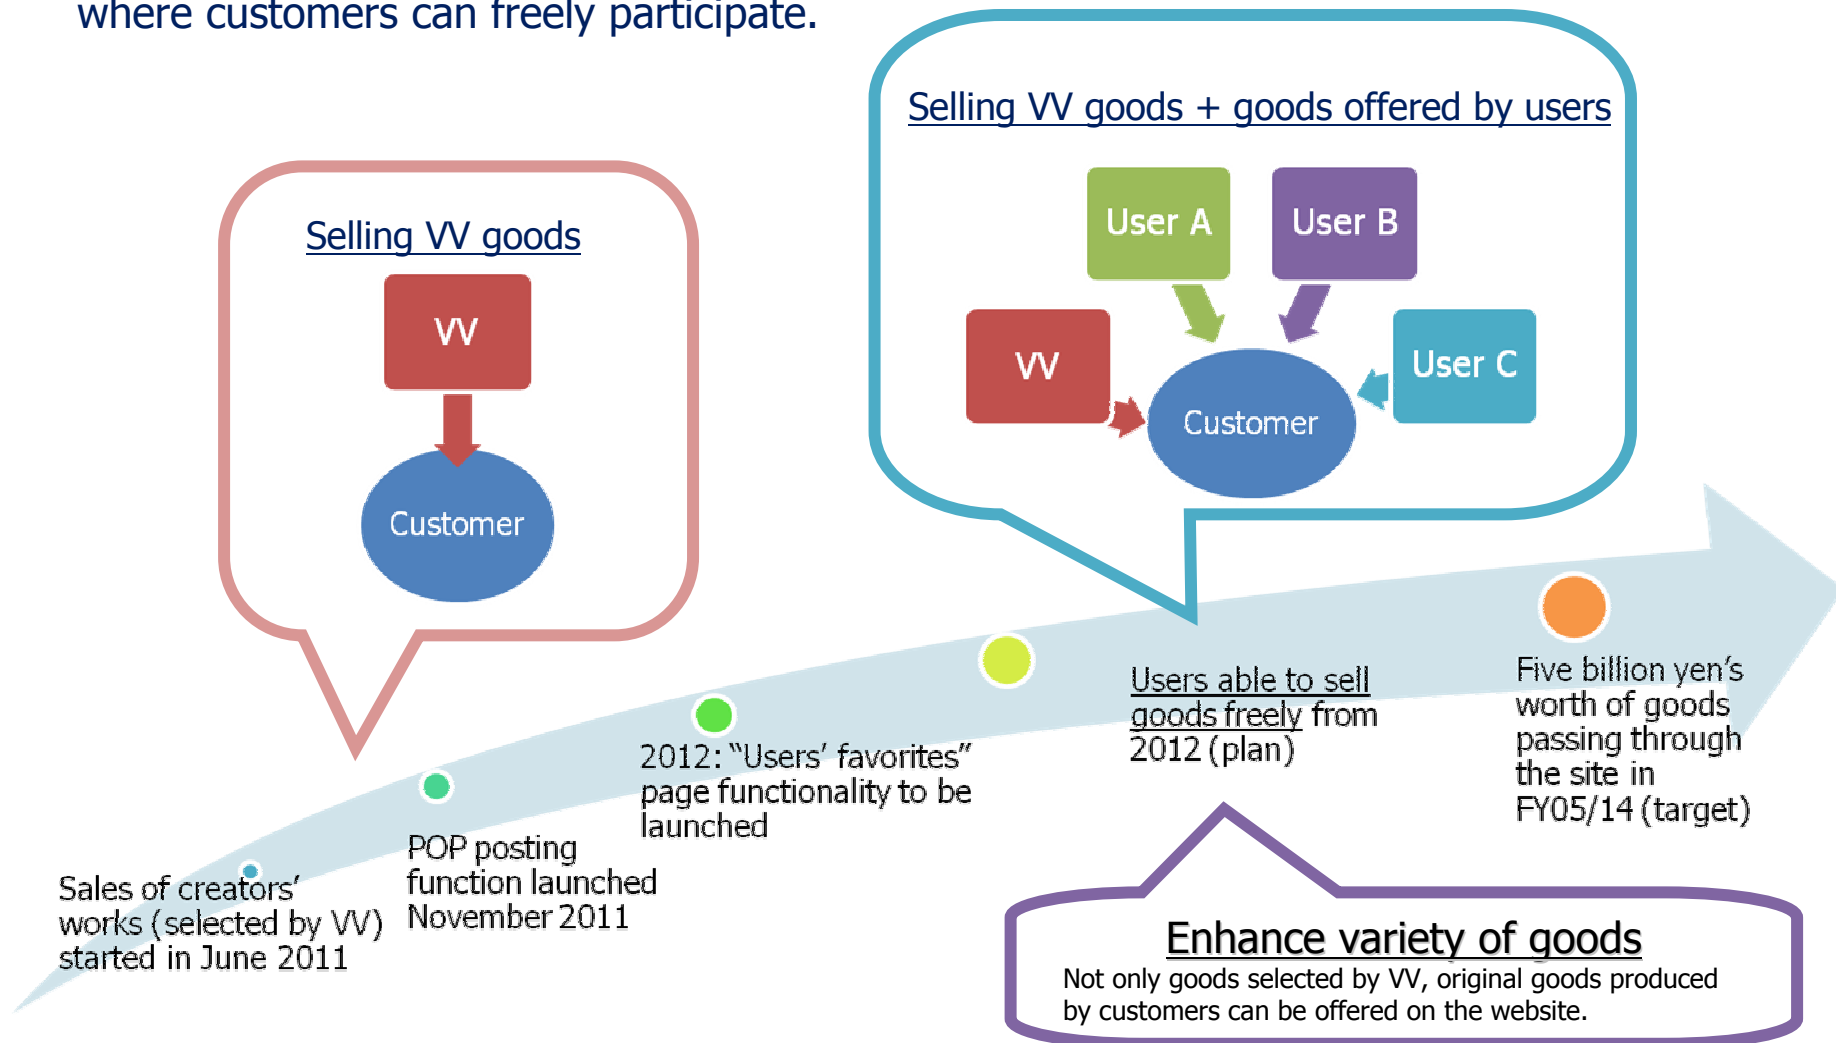 where customers can freely participate.
Selling VV goods + goods offered by users
User A
User B
VV
User C
Customer
Selling VV goods
VV
Customer
Sales of creators’
works (selected by VV)
started in June 2011
POP posting
function launched
November 2011
2012: “Users’ favorites”
page functionality to be
launched
Users able to sell
goods freely from
2012 (plan)
Five billion yen’s
worth of goods
passing through
the site in
FY05/14 (target)
Enhance variety of goods
Not only goods selected by VV, original goods produced
by customers can be offered on the website.